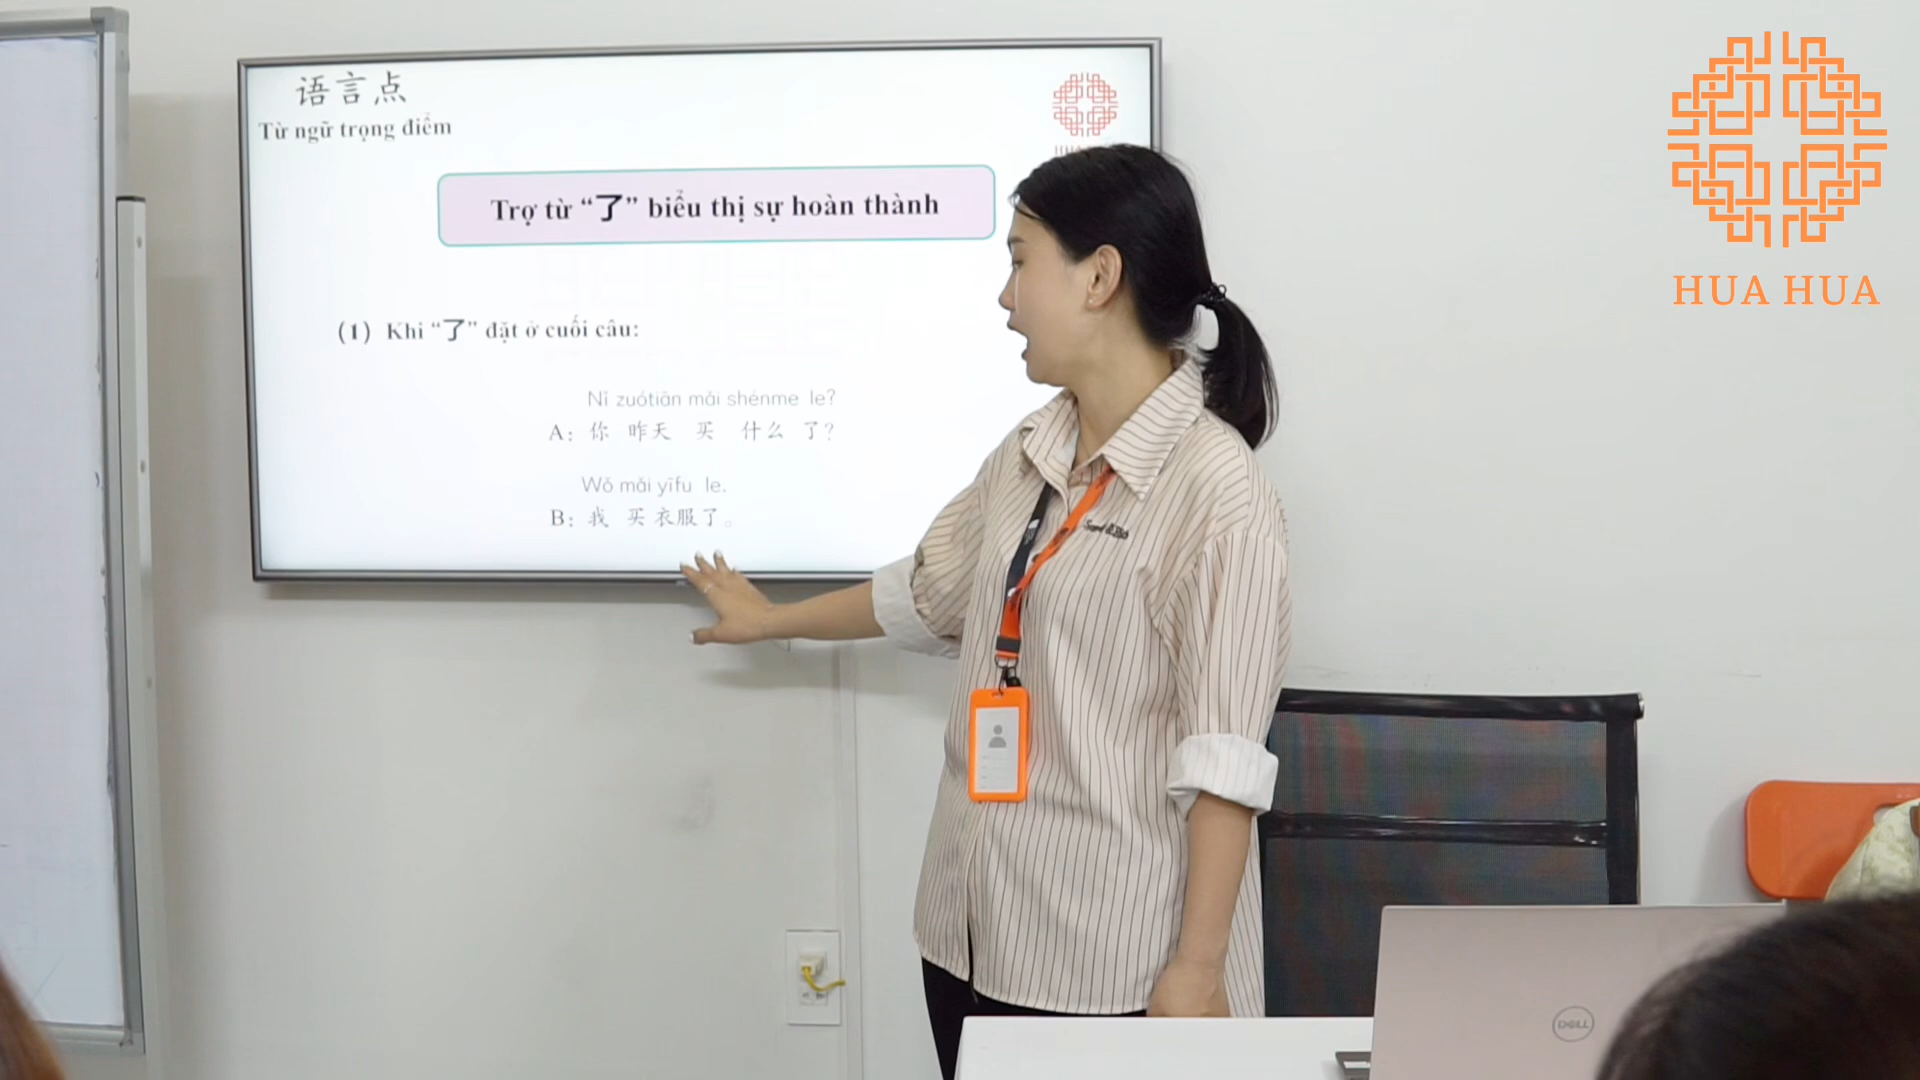 语言点
Từ ngữ trọng điểm
Trợ từ “了” biểu thị sự hoàn thành
(1) Khi “了” đặt ở cuối câu:
Nǐ zuótiān mǎi shénme le?
A: 你 昨天 买 什么 了?
Wǒ mǎi yīfu le.
B: 我 买 衣服了。
HUA HUA
DELL